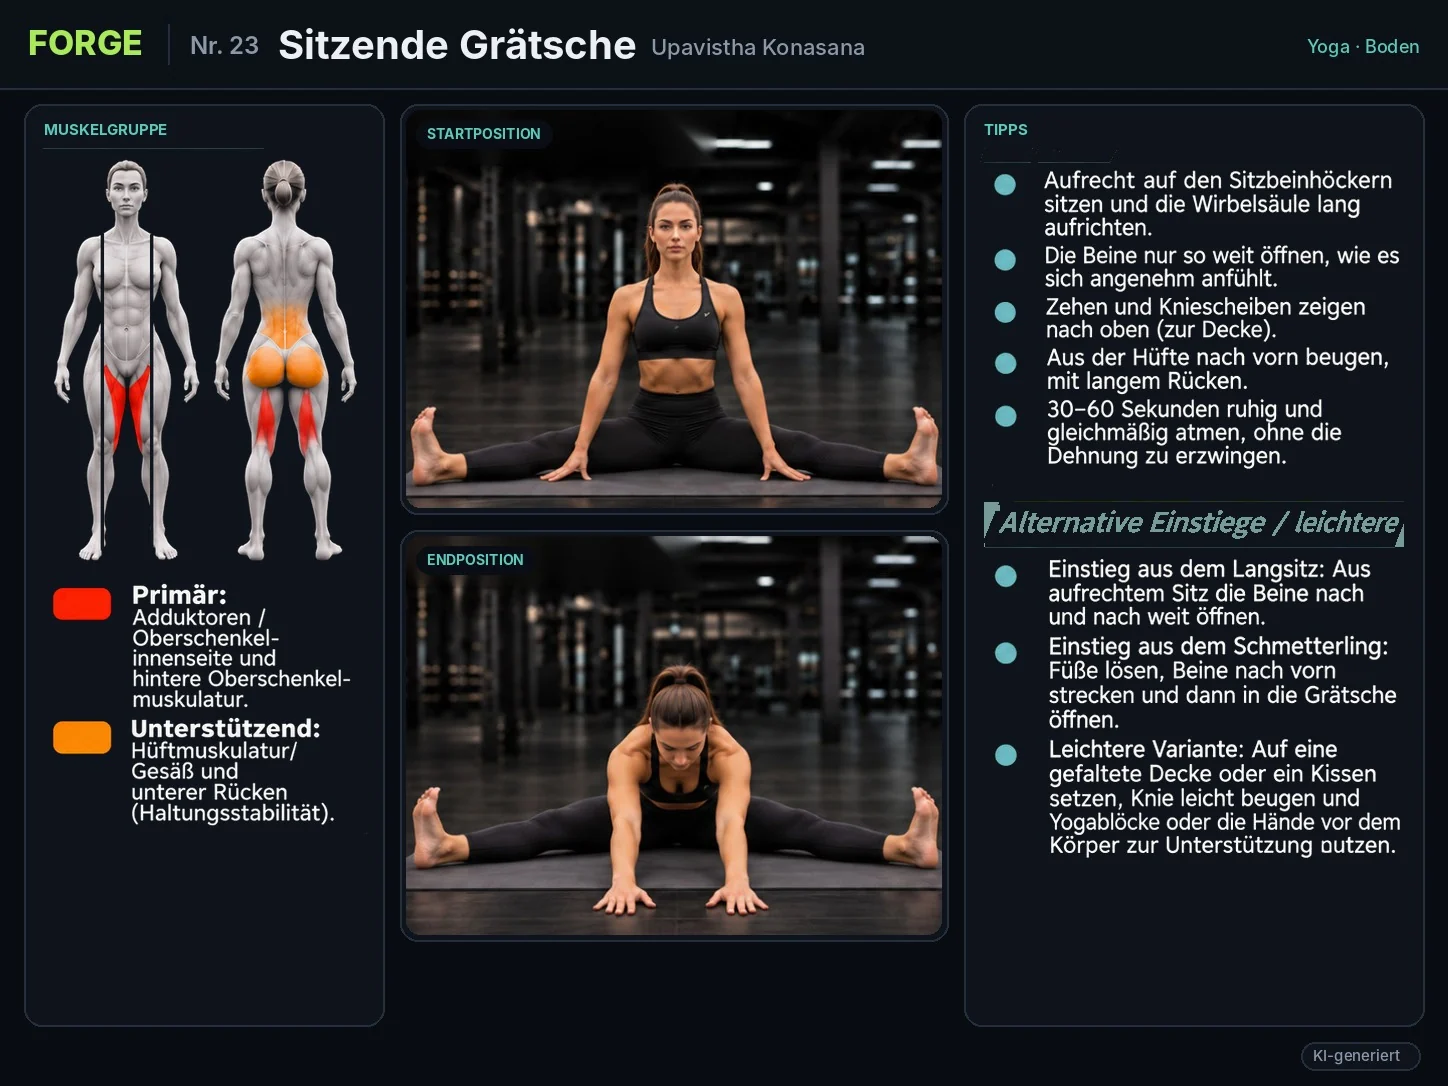 FORGE
Nr. 23
Sitzende Grätsche
Upavistha Konasana
Yoga · Boden
MUSKELGRUPPE
Primär:
Adduktoren /
Oberschenkel-
innenseite und
hintere Oberschenkel-
muskulatur.
Unterstützend:
Hüftmuskulatur/
Gesäß und
unterer Rücken
(Haltungsstabilität).
STARTPOSITION
ENDPOSITION
TIPPS
Aufrecht auf den Sitzbeinhöckern
sitzen und die Wirbelsäule lang
aufrichten.
Die Beine nur so weit öffnen, wie es
sich angenehm anfühlt.
Zehen und Kniescheiben zeigen
nach oben (zur Decke).
Aus der Hüfte nach vorn beugen,
mit langem Rücken.
30–60 Sekunden ruhig und
gleichmäßig atmen, ohne die
Dehnung zu erzwingen.
Alternative Einstiege / leichtere
Einstieg aus dem Langsitz: Aus
aufrechtem Sitz die Beine nach
und nach weit öffnen.
Einstieg aus dem Schmetterling:
Füße lösen, Beine nach vorn
strecken und dann in die Grätsche
öffnen.
Leichtere Variante: Auf eine
gefaltete Decke oder ein Kissen
setzen, Knie leicht beugen und
Yogablöcke oder die Hände vor dem
Körper zur Unterstützung nutzen.
KI-generiert